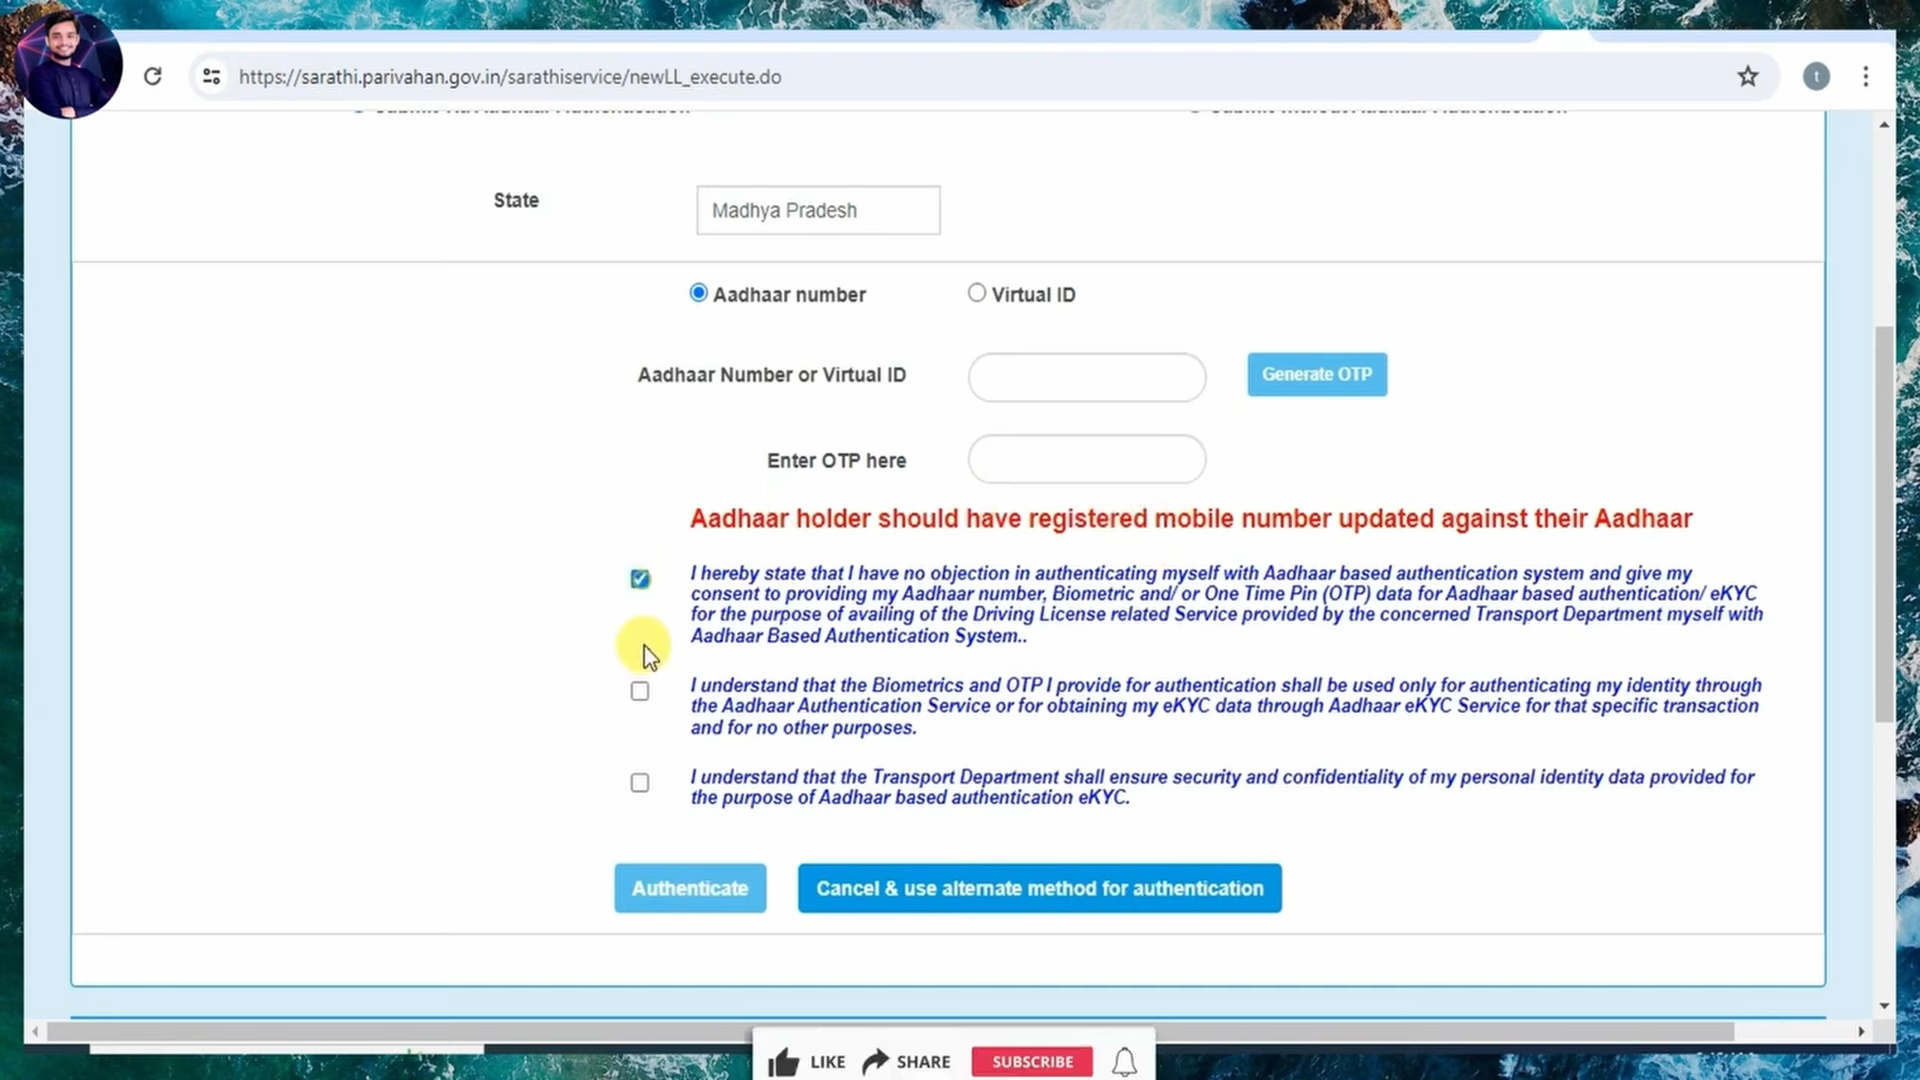 https://sarathi.parivahan.gov.in/sarathiservice/newLL_execute.do
t
State
Madhya Pradesh
Aadhaar number
Virtual ID
Aadhaar Number or Virtual ID
Generate OTP
Enter OTP here
Aadhaar holder should have registered mobile number updated against their Aadhaar
I hereby state that I have no objection in authenticating myself with Aadhaar based authentication system and give my
consent to providing my Aadhaar number, Biometric and/ or One Time Pin (OTP) data for Aadhaar based authentication/ eKYC
for the purpose of availing of the Driving License related Service provided by the concerned Transport Department myself with
Aadhaar Based Authentication System..
I understand that the Biometrics and OTP I provide for authentication shall be used only for authenticating my identity through
the Aadhaar Authentication Service or for obtaining my eKYC data through Aadhaar eKYC Service for that specific transaction
and for no other purposes.
I understand that the Transport Department shall ensure security and confidentiality of my personal identity data provided for
the purpose of Aadhaar based authentication eKYC.
Authenticate
Cancel & use alternate method for authentication
LIKE
SHARE
SUBSCRIBE